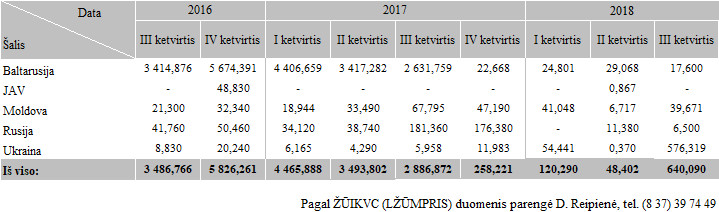 Data 2016 2017 2018
Šalis III ketvirtis IV ketvirtis I ketvirtis II ketvirtis III ketvirtis IV ketvirtis I ketvirtis II ketvirtis III ketvirtis
Baltarusija 3 414,876 5 674,391 4 406,659 3 417,282 2 631,759 22,668 24,801 29,068 17,600
JAV - 48,830 - - - - - 0,867 -
Moldova 21,300 32,340 18,944 33,490 67,795 47,190 41,048 6,717 39,671
Rusija 41,760 50,460 34,120 38,740 181,360 176,380 - 11,380 6,500
Ukraina 8,830 20,240 6,165 4,290 5,958 11,983 54,441 0,370 576,319
Iš viso: 3 486,766 5 826,261 4 465,888 3 493,802 2 886,872 258,221 120,290 48,402 640,090
Pagal ŽŪIKVC (LŽŪMPRIS) duomenis parengė D. Reipienė, tel. (8 37) 39 74 49